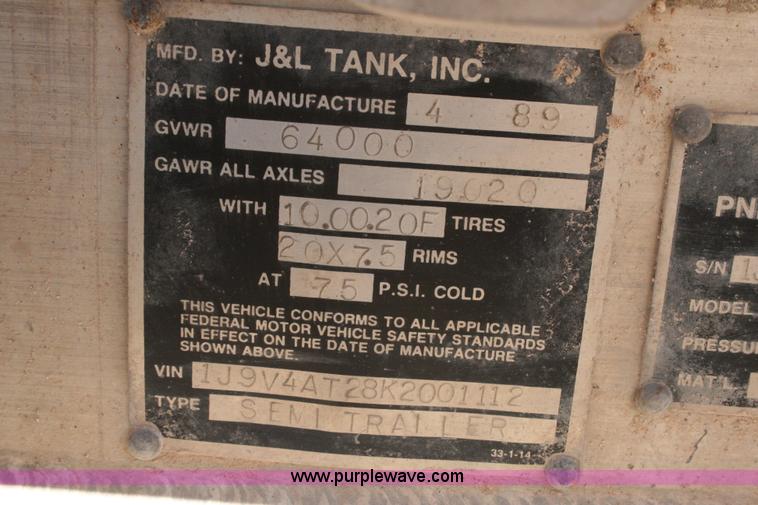 MFD. BY: J&L TANK, INC.
DATE OF MANUFACTURE 4 89
GVWR 64000
GAWR ALL AXLES 19020
WITH 10.00.20F TIRES
20X7.5 RIMS
AT 75 P.S.I. COLD
THIS VEHICLE CONFORMS TO ALL APPLICABLE
FEDERAL MOTOR VEHICLE SAFETY STANDARDS
IN EFFECT ON THE DATE OF MANUFACTURE
SHOWN ABOVE.
VIN 1J9V4AT28K2001112
TYPE SEMI TRAILER
33-1-14
S/N
MODEL
MAT'L
www.purplewave.com